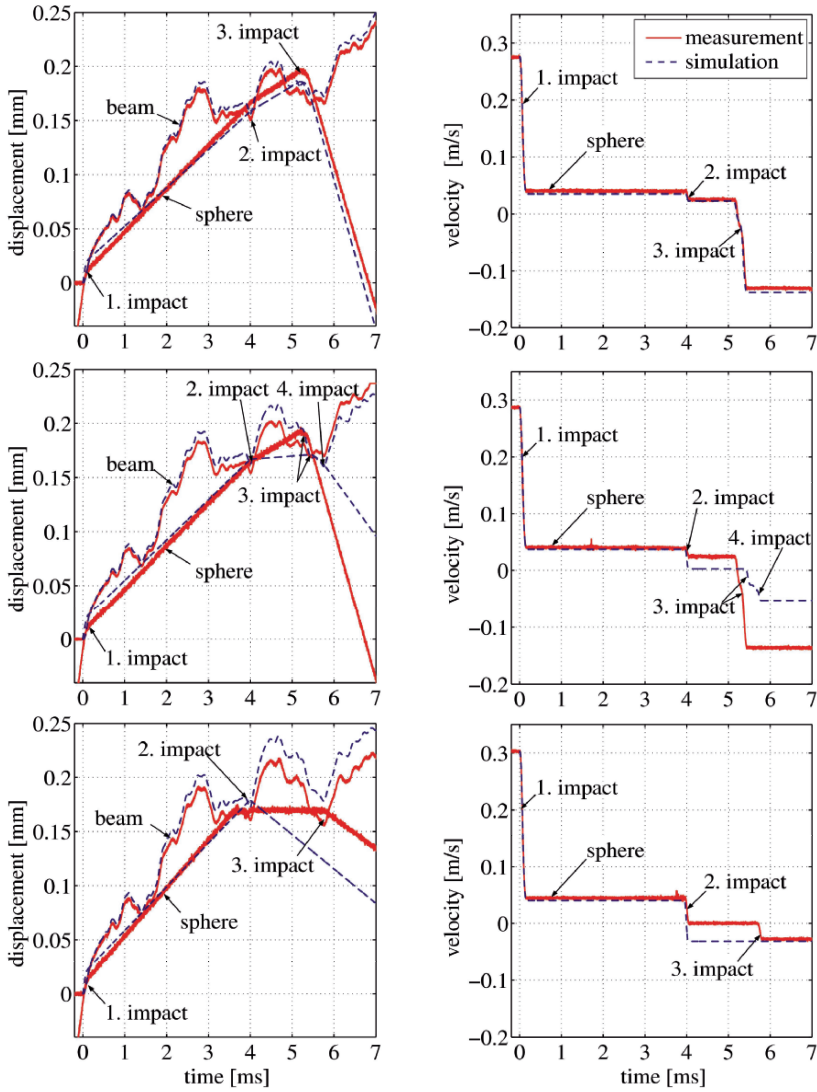 0.25
0.2
0.15
0.1
0.05
0
displacement [mm]
beam
3. impact
2. impact
sphere
1. impact
0 1 2 3 4 5 6 7
0.3
0.2
0.1
0
−0.1
−0.2
velocity [m/s]
measurement
simulation
1. impact
sphere
2. impact
3. impact
0 1 2 3 4 5 6 7
0.25
0.2
0.15
0.1
0.05
0
displacement [mm]
2. impact 4. impact
beam
3. impact
sphere
1. impact
0 1 2 3 4 5 6 7
0.3
0.2
0.1
0
−0.1
−0.2
velocity [m/s]
1. impact
sphere
2. impact
4. impact
3. impact
0 1 2 3 4 5 6 7
0.25
0.2
0.15
0.1
0.05
0
displacement [mm]
2. impact
beam
3. impact
sphere
1. impact
0 1 2 3 4 5 6 7
time [ms]
0.3
0.2
0.1
0
−0.1
−0.2
velocity [m/s]
1. impact
sphere
2. impact
3. impact
0 1 2 3 4 5 6 7
time [ms]